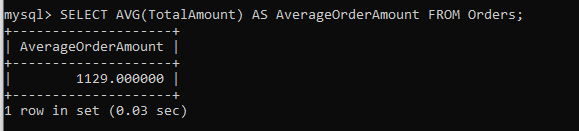 mysql> SELECT AVG(TotalAmount) AS AverageOrderAmount FROM Orders;
+--------------------+
| AverageOrderAmount |
+--------------------+
|        1129.000000 |
+--------------------+
1 row in set (0.03 sec)